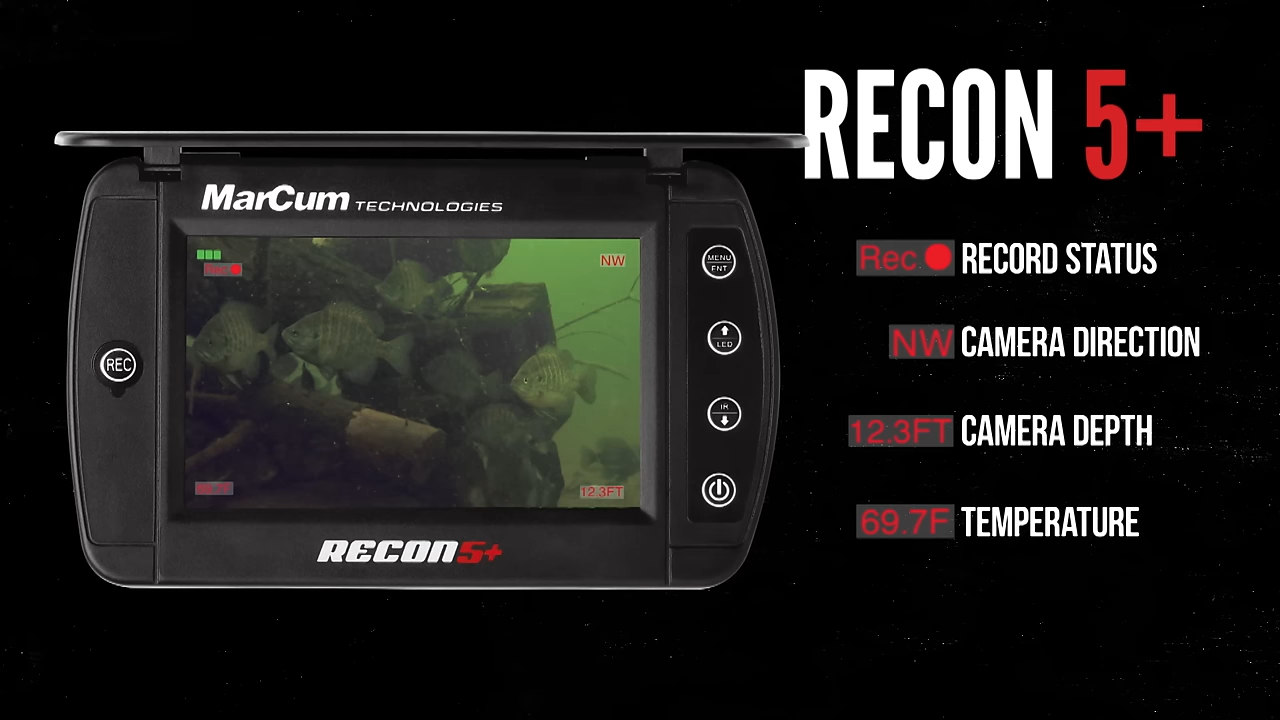 RECON 5+
MarCum TECHNOLOGIES
Rec
NW
MENU
ENT
LED
REC
IR
12.3FT
RECON5+
Rec RECORD STATUS
NW CAMERA DIRECTION
12.3FT CAMERA DEPTH
69.7F TEMPERATURE